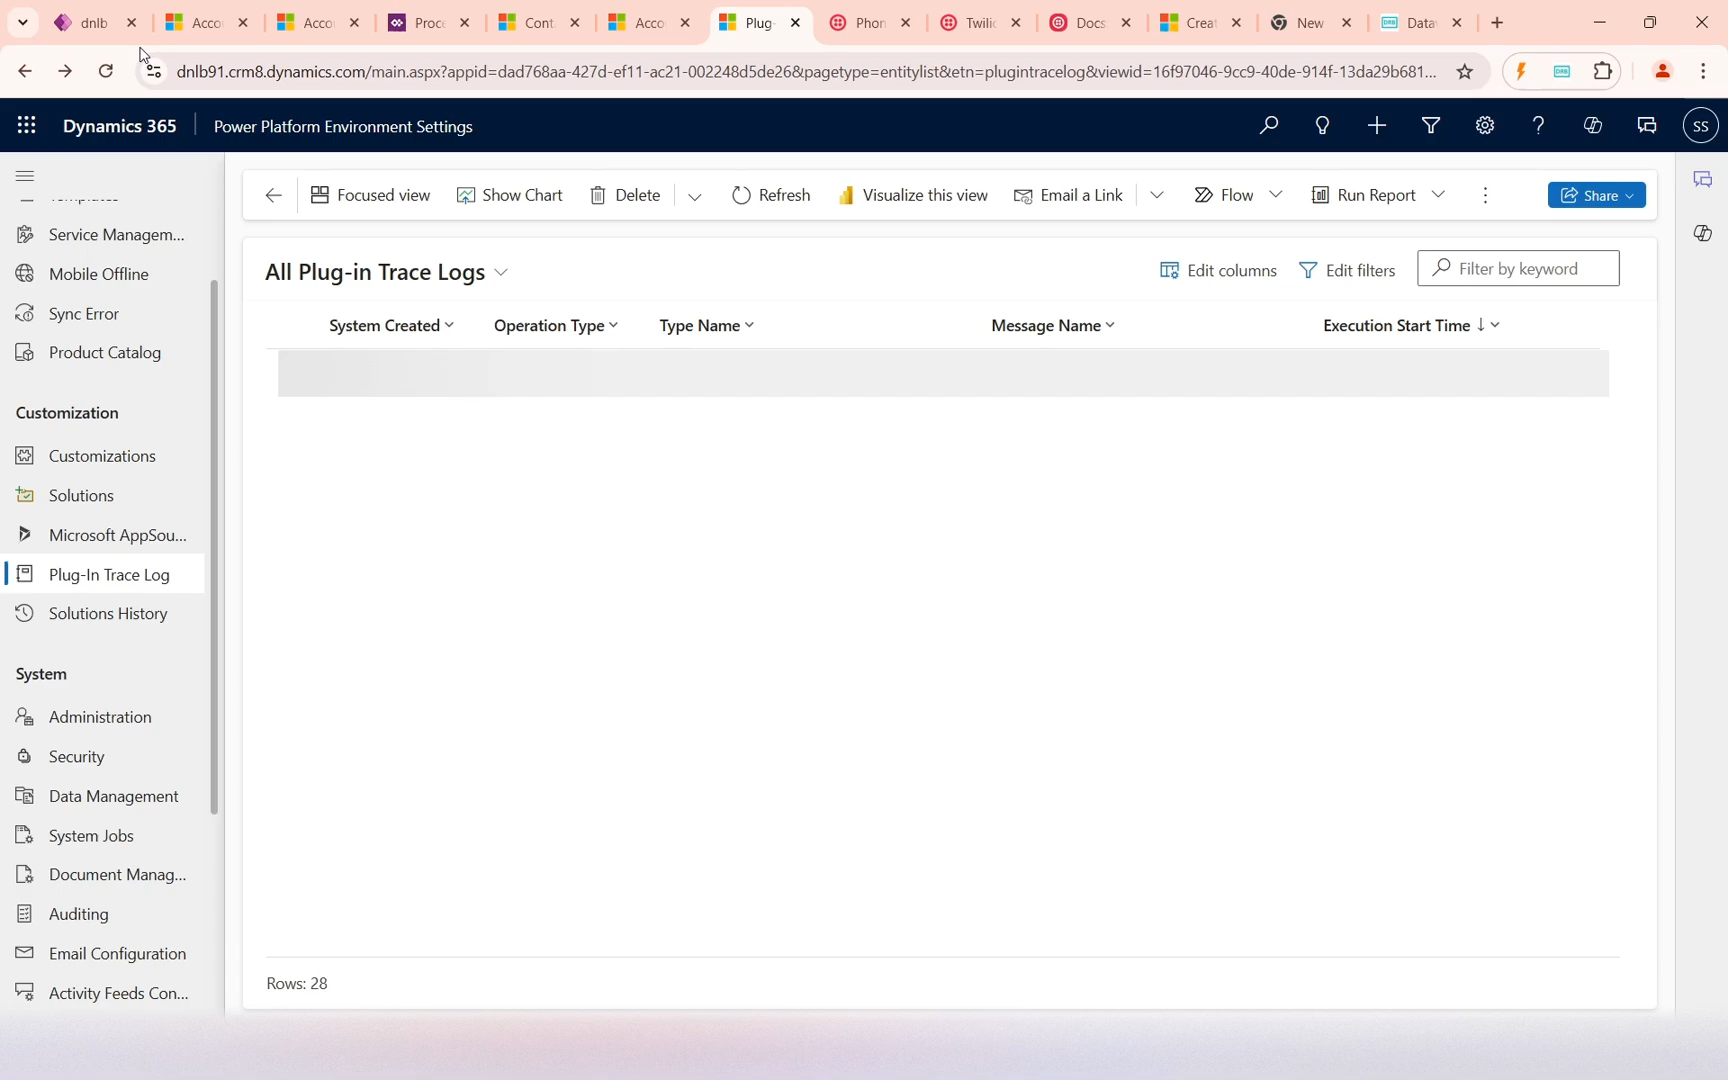 dnlb
Acco
Acco
Proce
Cont
Acco
Plug-
Phon
Twilio
Docs
Creat
New
Data
dnlb91.crm8.dynamics.com/main.aspx?appid=dad768aa-427d-ef11-ac21-002248d5de26&pagetype=entitylist&etn=plugintracelog&viewid=16f97046-9cc9-40de-914f-13da29b681...
Dynamics 365
Power Platform Environment Settings
SS
Focused view
Show Chart
Delete
Refresh
Visualize this view
Email a Link
Flow
Run Report
Share
Templates
Service Managem...
Mobile Offline
Sync Error
Product Catalog
Customization
Customizations
Solutions
Microsoft AppSou...
Plug-In Trace Log
Solutions History
System
Administration
Security
Data Management
System Jobs
Document Manag...
Auditing
Email Configuration
Activity Feeds Con...
All Plug-in Trace Logs
Edit columns
Edit filters
Filter by keyword
System Created
Operation Type
Type Name
Message Name
Execution Start Time
Rows: 28